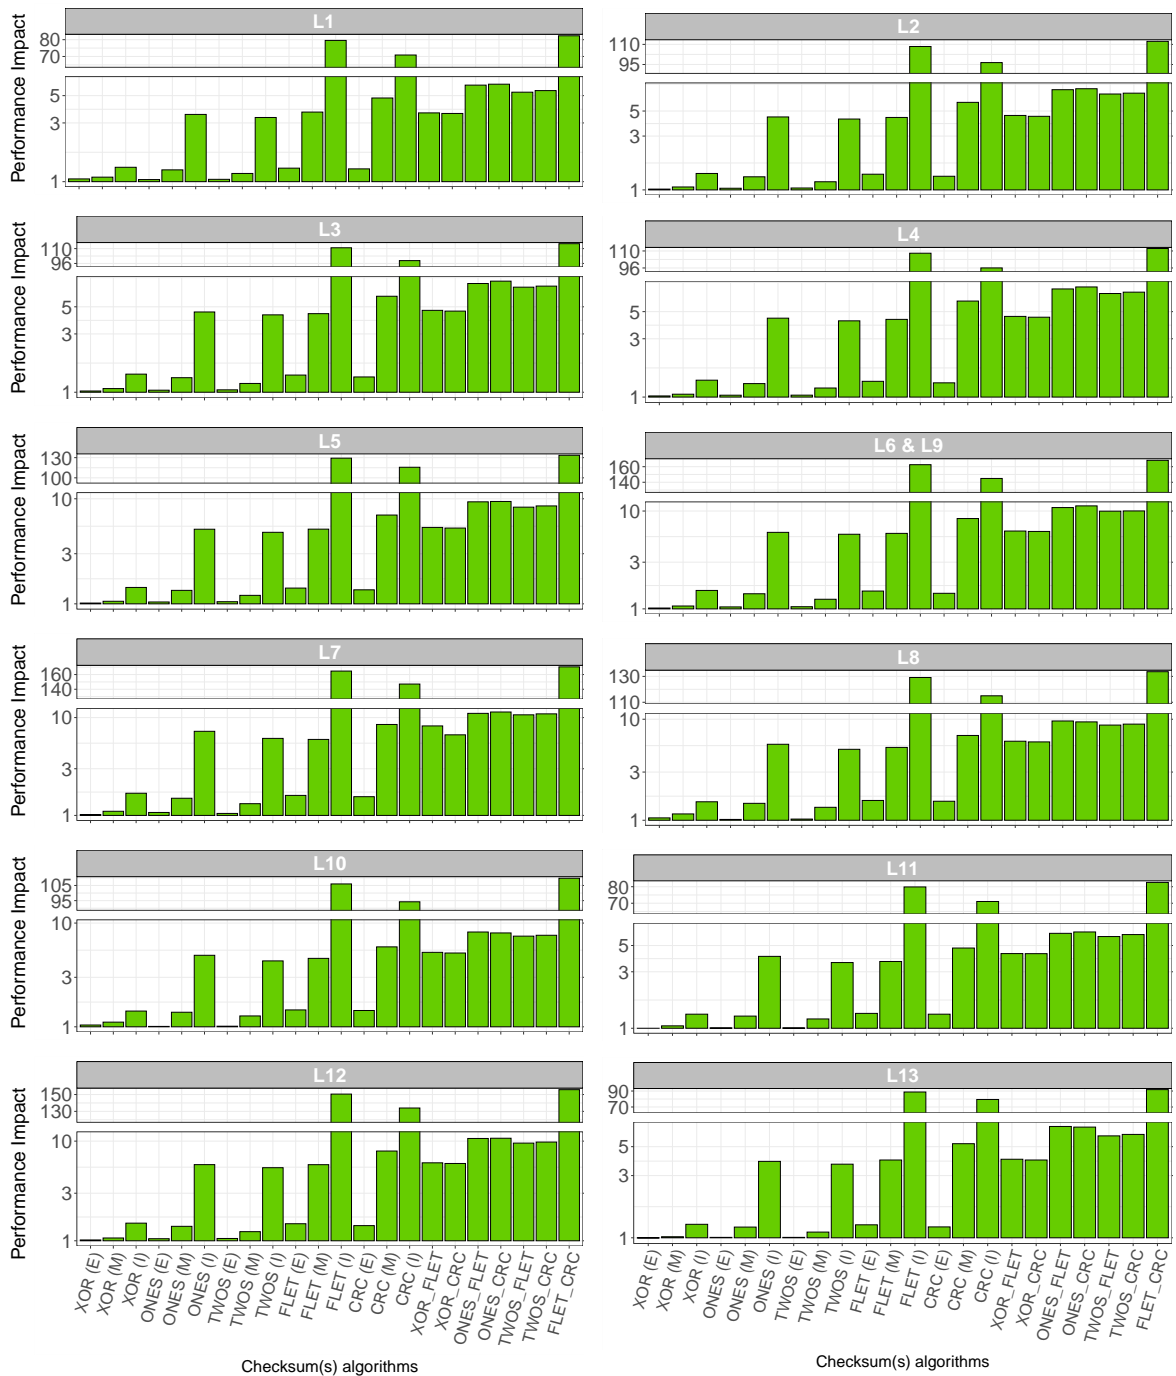 L1
Performance Impact
80
70
5
3
1
L2
110
95
5
3
1
L3
Performance Impact
110
96
5
3
1
L4
110
96
5
3
1
L5
Performance Impact
130
100
10
3
1
L6 & L9
160
140
10
3
1
L7
Performance Impact
160
140
10
3
1
L8
130
110
10
3
1
L10
Performance Impact
105
95
10
3
1
L11
80
70
5
3
1
L12
Performance Impact
150
130
10
3
1
XOR (E)
XOR (M)
XOR (I)
ONES (E)
ONES (M)
ONES (I)
TWOS (E)
TWOS (M)
TWOS (I)
FLET (E)
FLET (M)
FLET (I)
CRC (E)
CRC (M)
CRC (I)
XOR_FLET
XOR_CRC
ONES_FLET
ONES_CRC
TWOS_FLET
TWOS_CRC
FLET_CRC
Checksum(s) algorithms
L13
90
70
5
3
1
XOR (E)
XOR (M)
XOR (I)
ONES (E)
ONES (M)
ONES (I)
TWOS (E)
TWOS (M)
TWOS (I)
FLET (E)
FLET (M)
FLET (I)
CRC (E)
CRC (M)
CRC (I)
XOR_FLET
XOR_CRC
ONES_FLET
ONES_CRC
TWOS_FLET
TWOS_CRC
FLET_CRC
Checksum(s) algorithms